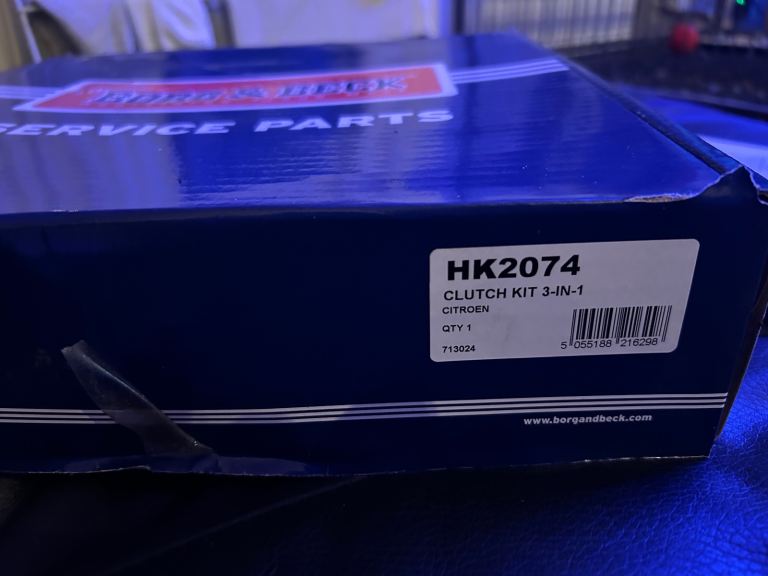 BORG & BECK
SERVICE PARTS
HK2074
CLUTCH KIT 3-IN-1
CITROEN
QTY 1
713024
5 055188 216298
www.borgandbeck.com